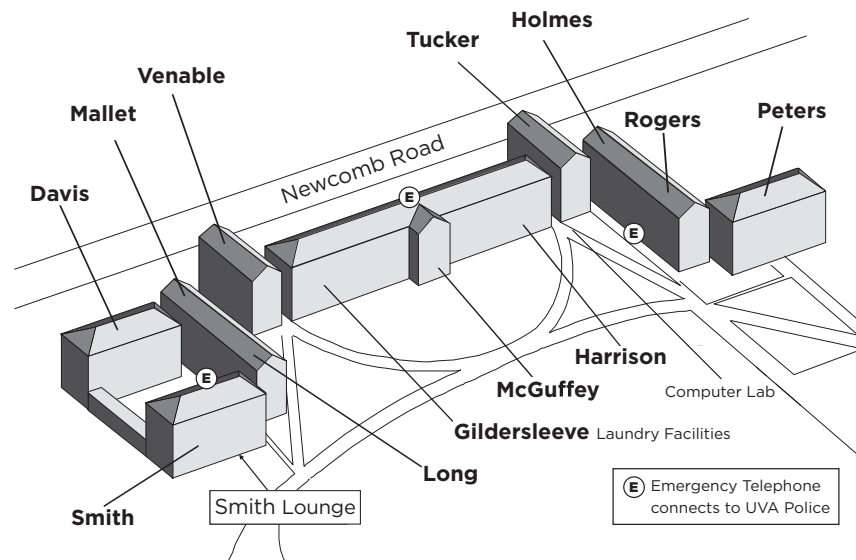 Holmes
Tucker
Venable
Rogers
Peters
Mallet
Newcomb Road
Davis
E
E
E
Harrison
McGuffey
Computer Lab
Gildersleeve Laundry Facilities
Long
Smith Lounge
Smith
E Emergency Telephone
connects to UVA Police